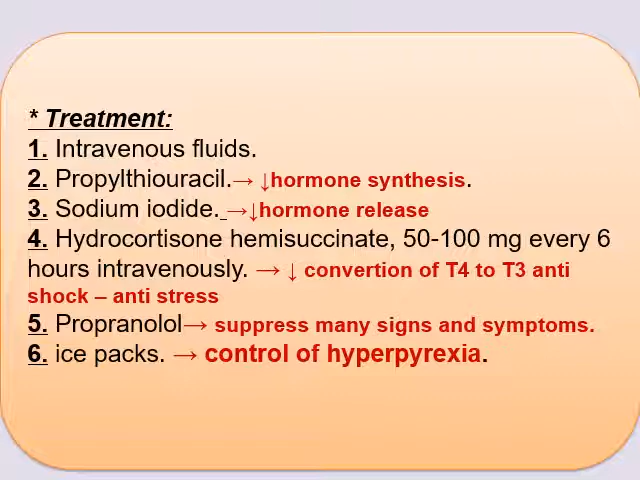 * Treatment:
1. Intravenous fluids.
2. Propylthiouracil.→ ↓hormone synthesis.
3. Sodium iodide. →↓hormone release
4. Hydrocortisone hemisuccinate, 50-100 mg every 6
hours intravenously. → ↓ convertion of T4 to T3 anti
shock – anti stress
5. Propranolol→ suppress many signs and symptoms.
6. ice packs. → control of hyperpyrexia.